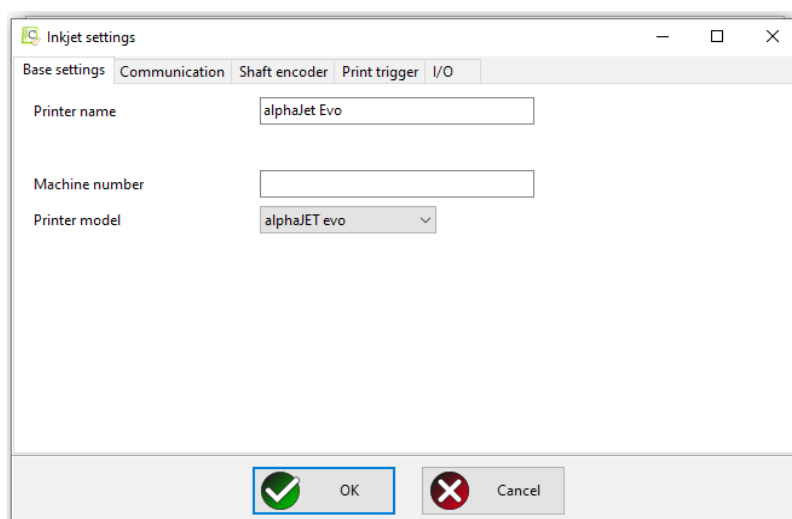 Inkjet settings
Base settings Communication Shaft encoder Print trigger I/O
Printer name alphaJet Evo
Machine number
Printer model alphaJET evo
OK Cancel